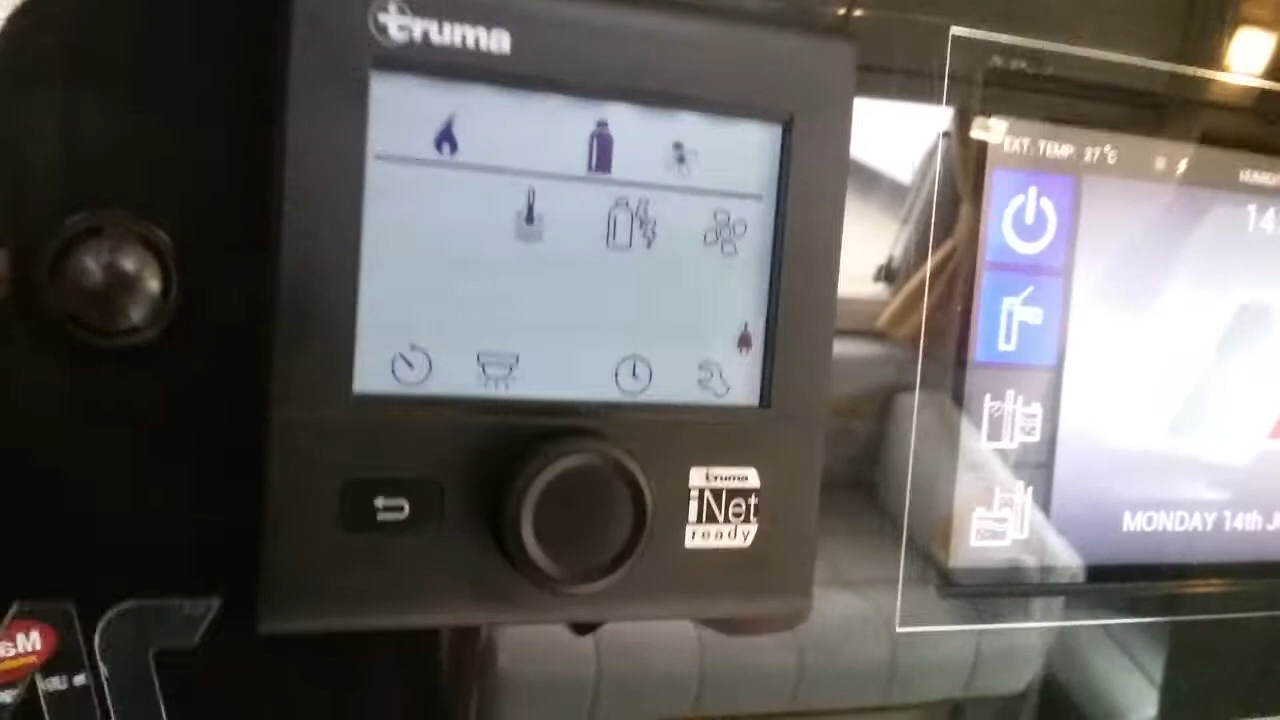 truma
EXT. TEMP: 27°C
14
MONDAY 14th J
truma
iNet
ready